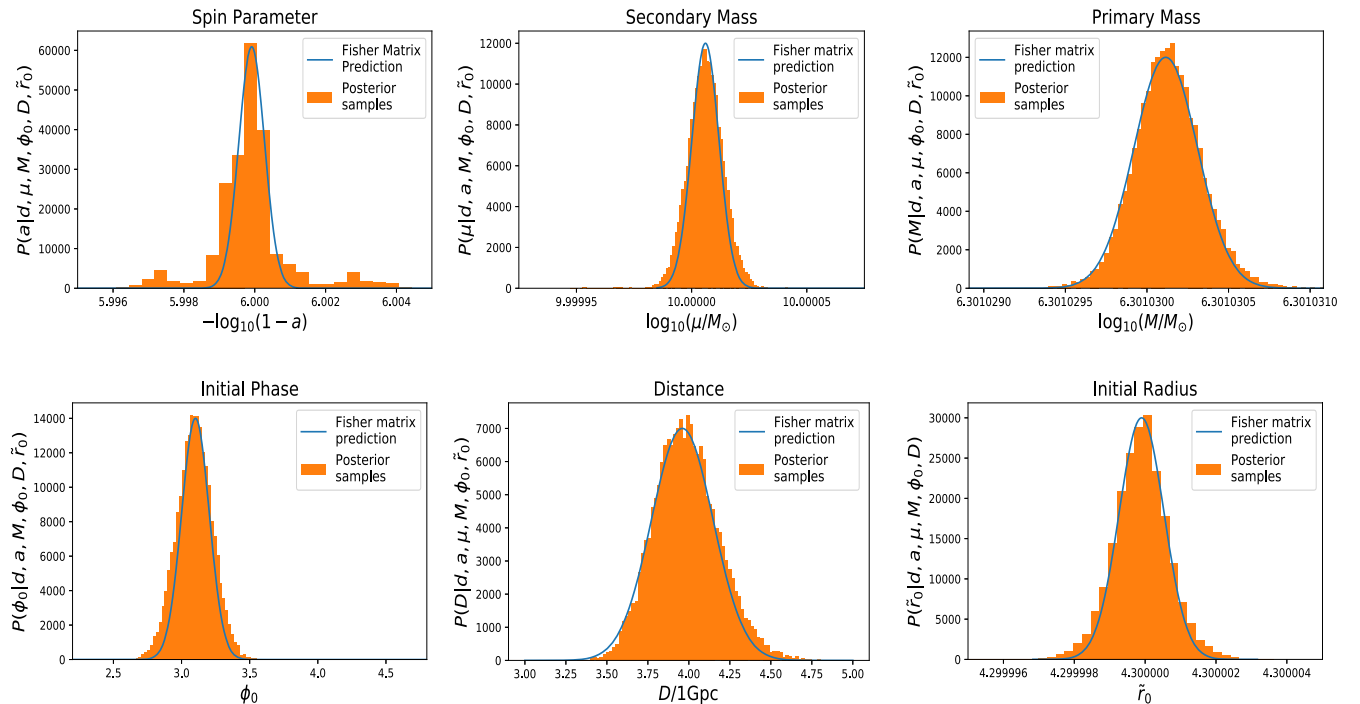 Spin Parameter
P(a|d, μ, M, ϕ₀, D, r̃₀)
60000
50000
40000
30000
20000
10000
0
Fisher Matrix
Prediction
Posterior
samples
5.996
5.998
6.000
6.002
6.004
−log₁₀(1 − a)
Secondary Mass
P(μ|d, a, M, ϕ₀, D, r̃₀)
12000
10000
8000
6000
4000
2000
0
Fisher matrix
prediction
Posterior
samples
9.99995
10.00000
10.00005
log₁₀(μ/M⊙)
Primary Mass
P(M|d, a, μ, ϕ₀, D, r̃₀)
12000
10000
8000
6000
4000
2000
0
Fisher matrix
prediction
Posterior
samples
6.3010290
6.3010295
6.3010300
6.3010305
6.3010310
log₁₀(M/M⊙)
Initial Phase
P(ϕ₀|d, a, M, ϕ₀, D, r̃₀)
14000
12000
10000
8000
6000
4000
2000
0
Fisher matrix
prediction
Posterior
samples
2.5
3.0
3.5
4.0
4.5
ϕ₀
Distance
P(D|d, a, μ, M, ϕ₀, r̃₀)
7000
6000
5000
4000
3000
2000
1000
0
Fisher matrix
prediction
Posterior
samples
3.00
3.25
3.50
3.75
4.00
4.25
4.50
4.75
5.00
D/1Gpc
Initial Radius
P(r̃₀|d, a, μ, M, ϕ₀, D)
30000
25000
20000
15000
10000
5000
0
Fisher matrix
prediction
Posterior
samples
4.299996
4.299998
4.300000
4.300002
4.300004
r̃₀